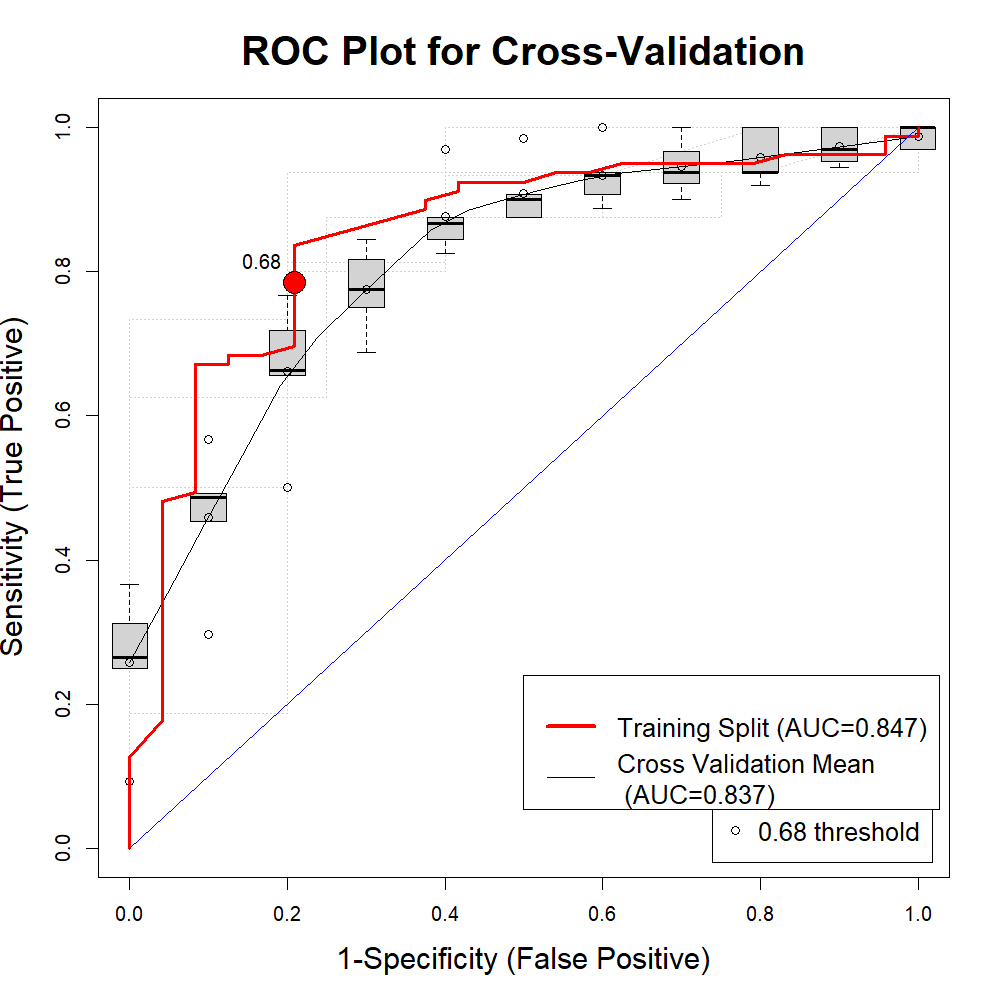 ROC Plot for Cross-Validation
1.0
0.8
0.6
0.4
0.2
0.0
Sensitivity (True Positive)
0.68
Training Split (AUC=0.847)
Cross Validation Mean
(AUC=0.837)
0.68 threshold
0.0 0.2 0.4 0.6 0.8 1.0
1-Specificity (False Positive)